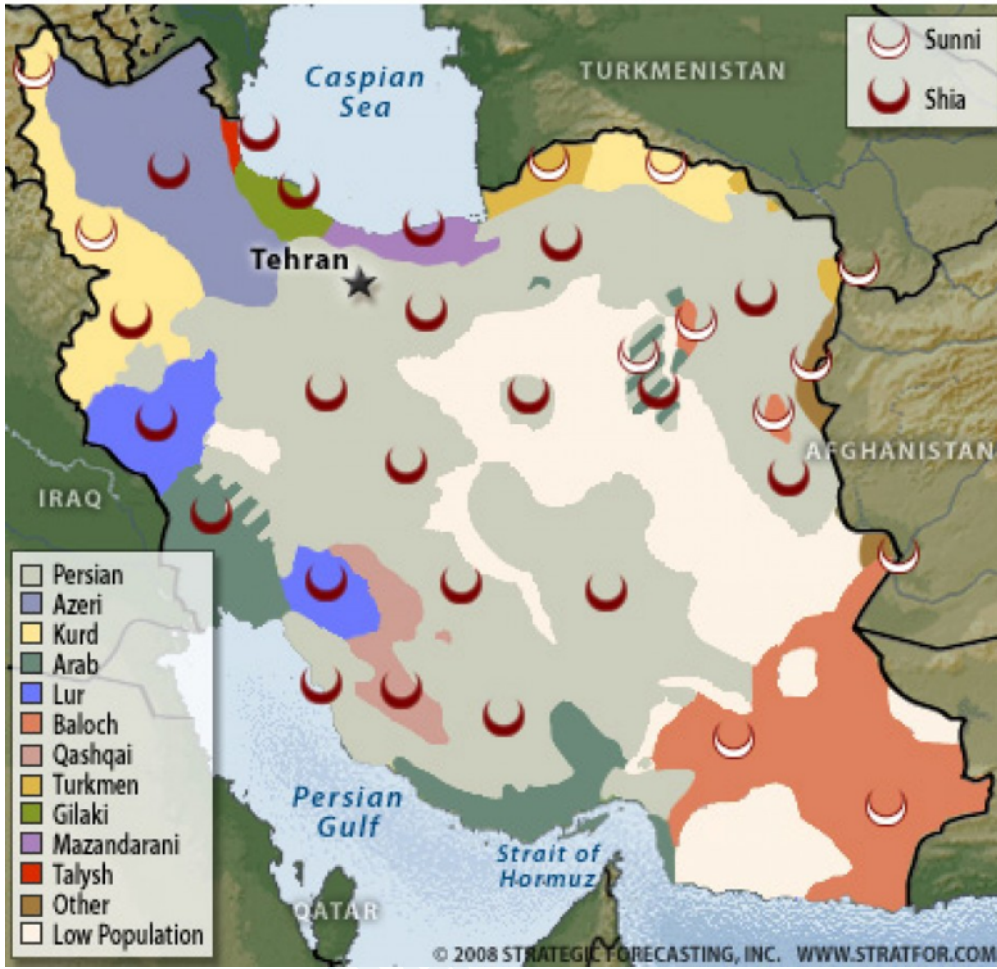 Sunni
Shia
Caspian
Sea
TURKMENISTAN
Tehran
AFGHANISTAN
IRAQ
Persian
Azeri
Kurd
Arab
Lur
Baloch
Qashqai
Turkmen
Gilaki
Mazandarani
Talysh
Other
Low Population
Persian
Gulf
Strait of
Hormuz
QATAR
© 2008 STRATEGIC FORECASTING, INC. WWW.STRATFOR.COM